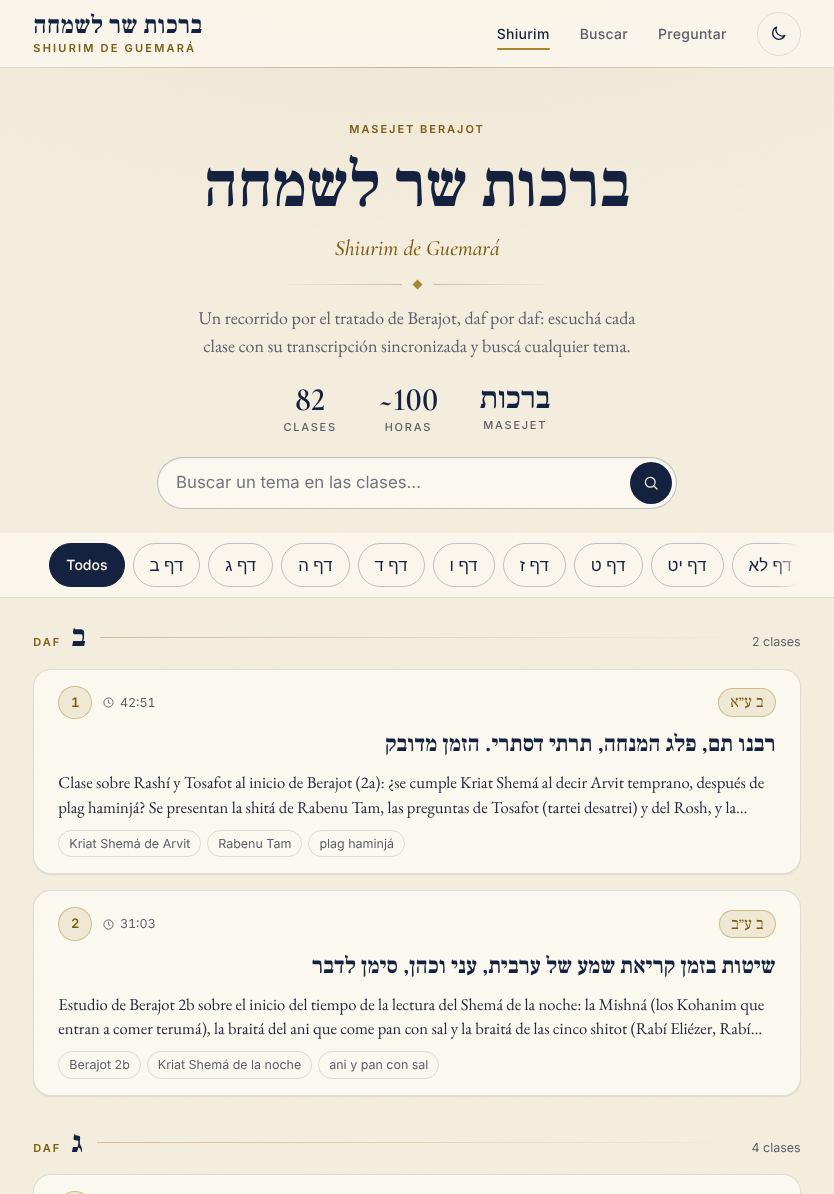 ברכות שר לשמחה
SHIURIM DE GUEMARÁ
Shiurim
Buscar
Preguntar
MASEJET BERAJOT
ברכות שר לשמחה
Shiurim de Guemará
Un recorrido por el tratado de Berajot, daf por daf: escuchá cada
clase con su transcripción sincronizada y buscá cualquier tema.
82
CLASES
~100
HORAS
ברכות
MASEJET
Buscar un tema en las clases...
Todos
דף ב
דף ג
דף ה
דף ד
דף ו
דף ז
דף ט
דף יט
דף לא
DAF ב
2 clases
1
42:51
ב ע״א
רבנו תם, פלג המנחה, תרתי דסתרי. הזמן מדובק
Clase sobre Rashí y Tosafot al inicio de Berajot (2a): ¿se cumple Kriat Shemá al decir Arvit temprano, después de
plag haminjá? Se presentan la shitá de Rabenu Tam, las preguntas de Tosafot (tartei desatrei) y del Rosh, y la...
Kriat Shemá de Arvit
Rabenu Tam
plag haminjá
2
31:03
ב ע״ב
שיטות בזמן קריאת שמע של ערבית, עני וכהן, סימן לדבר
Estudio de Berajot 2b sobre el inicio del tiempo de la lectura del Shemá de la noche: la Mishná (los Kohanim que
entran a comer terumá), la braitá del ani que come pan con sal y la braitá de las cinco shitot (Rabí Eliézer, Rabí...
Berajot 2b
Kriat Shemá de la noche
ani y pan con sal
DAF ג
4 clases